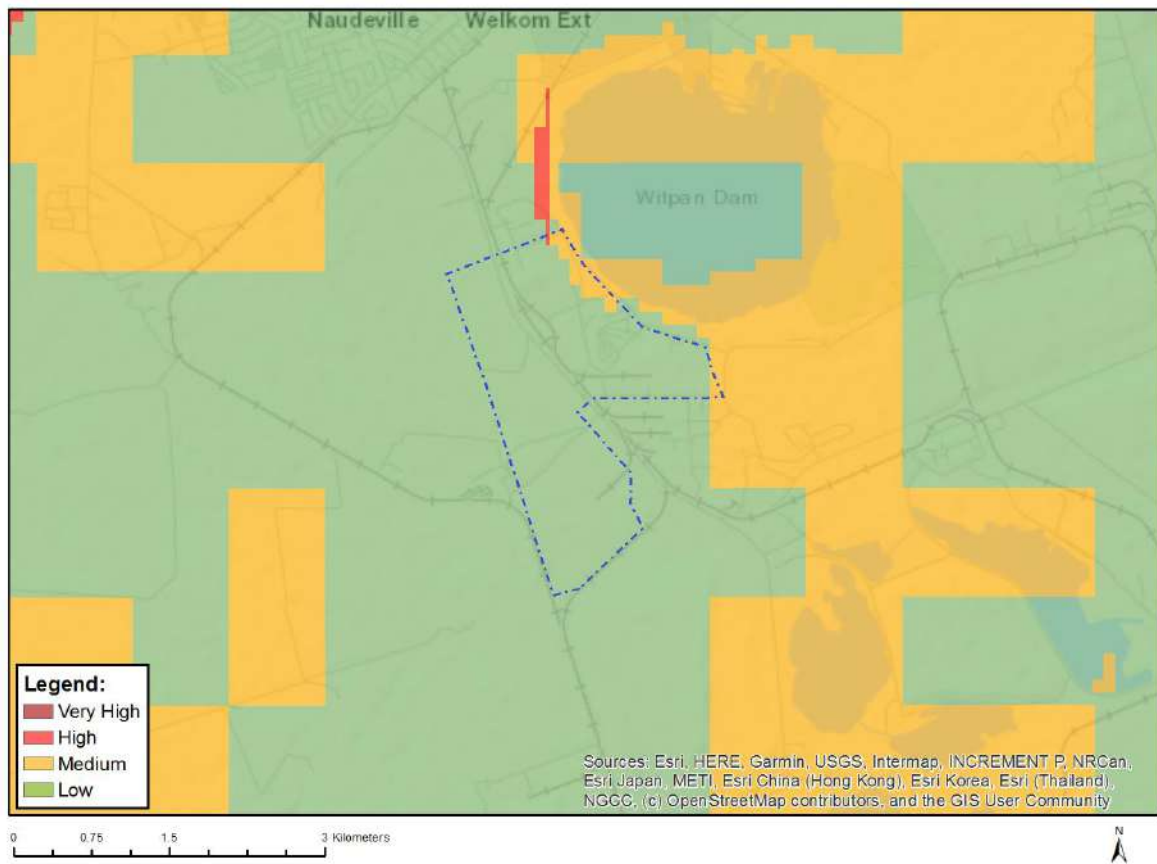 Naudeville Welkom Ext
Witpan Dam
Legend:
Very High
High
Medium
Low
Sources: Esri, HERE, Garmin, USGS, Intermap, INCREMENT P, NRCan,
Esri Japan, METI, Esri China (Hong Kong), Esri Korea, Esri (Thailand),
NGCC, (c) OpenStreetMap contributors, and the GIS User Community
0 0.75 1.5 3 Kilometers
N